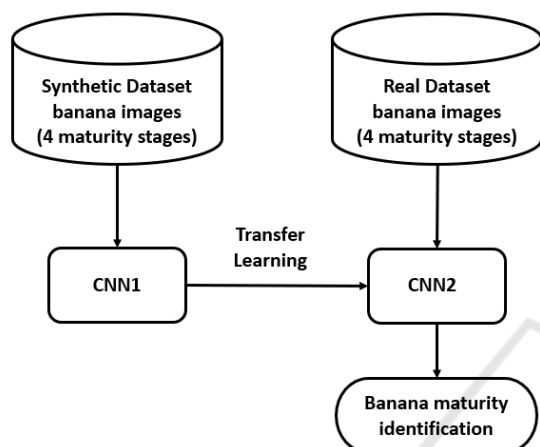 Synthetic Dataset
banana images
(4 maturity stages)
Real Dataset
banana images
(4 maturity stages)
Transfer
Learning
CNN1
CNN2
Banana maturity
identification